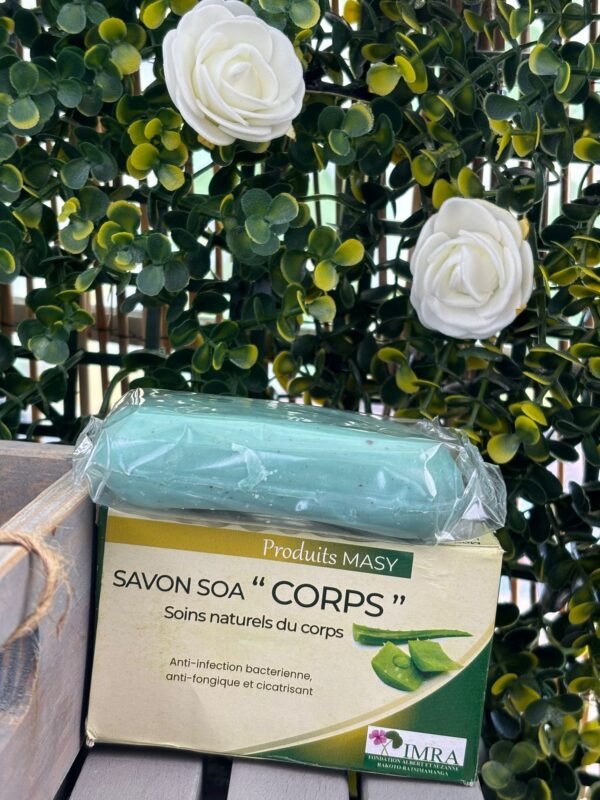 Produits MASY
SAVON SOA “ CORPS ”
Soins naturels du corps
Anti-infection bacterienne,
anti-fongique et cicatrisant
IMRA
FONDATION ALBERT ET SUZANNE
RAKOTO-RATSIMAMANGA